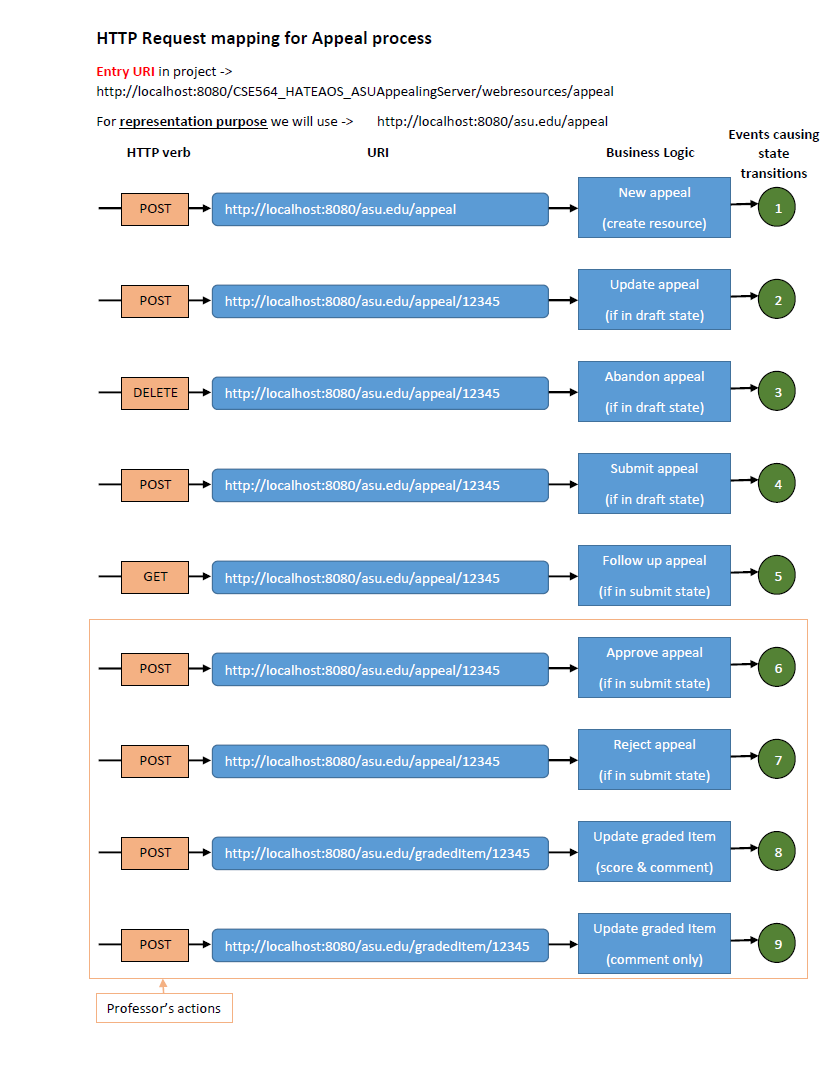 HTTP Request mapping for Appeal process
Entry URI in project ->
http://localhost:8080/CSE564_HATEAOS_ASUAppealingServer/webresources/appeal
For representation purpose we will use -> http://localhost:8080/asu.edu/appeal
HTTP verb URI Business Logic Events causing
state
transitions
POST http://localhost:8080/asu.edu/appeal New appeal
(create resource) 1
POST http://localhost:8080/asu.edu/appeal/12345 Update appeal
(if in draft state) 2
DELETE http://localhost:8080/asu.edu/appeal/12345 Abandon appeal
(if in draft state) 3
POST http://localhost:8080/asu.edu/appeal/12345 Submit appeal
(if in draft state) 4
GET http://localhost:8080/asu.edu/appeal/12345 Follow up appeal
(if in submit state) 5
POST http://localhost:8080/asu.edu/appeal/12345 Approve appeal
(if in submit state) 6
POST http://localhost:8080/asu.edu/appeal/12345 Reject appeal
(if in submit state) 7
POST http://localhost:8080/asu.edu/gradedItem/12345 Update graded Item
(score & comment) 8
POST http://localhost:8080/asu.edu/gradedItem/12345 Update graded Item
(comment only) 9
Professor's actions